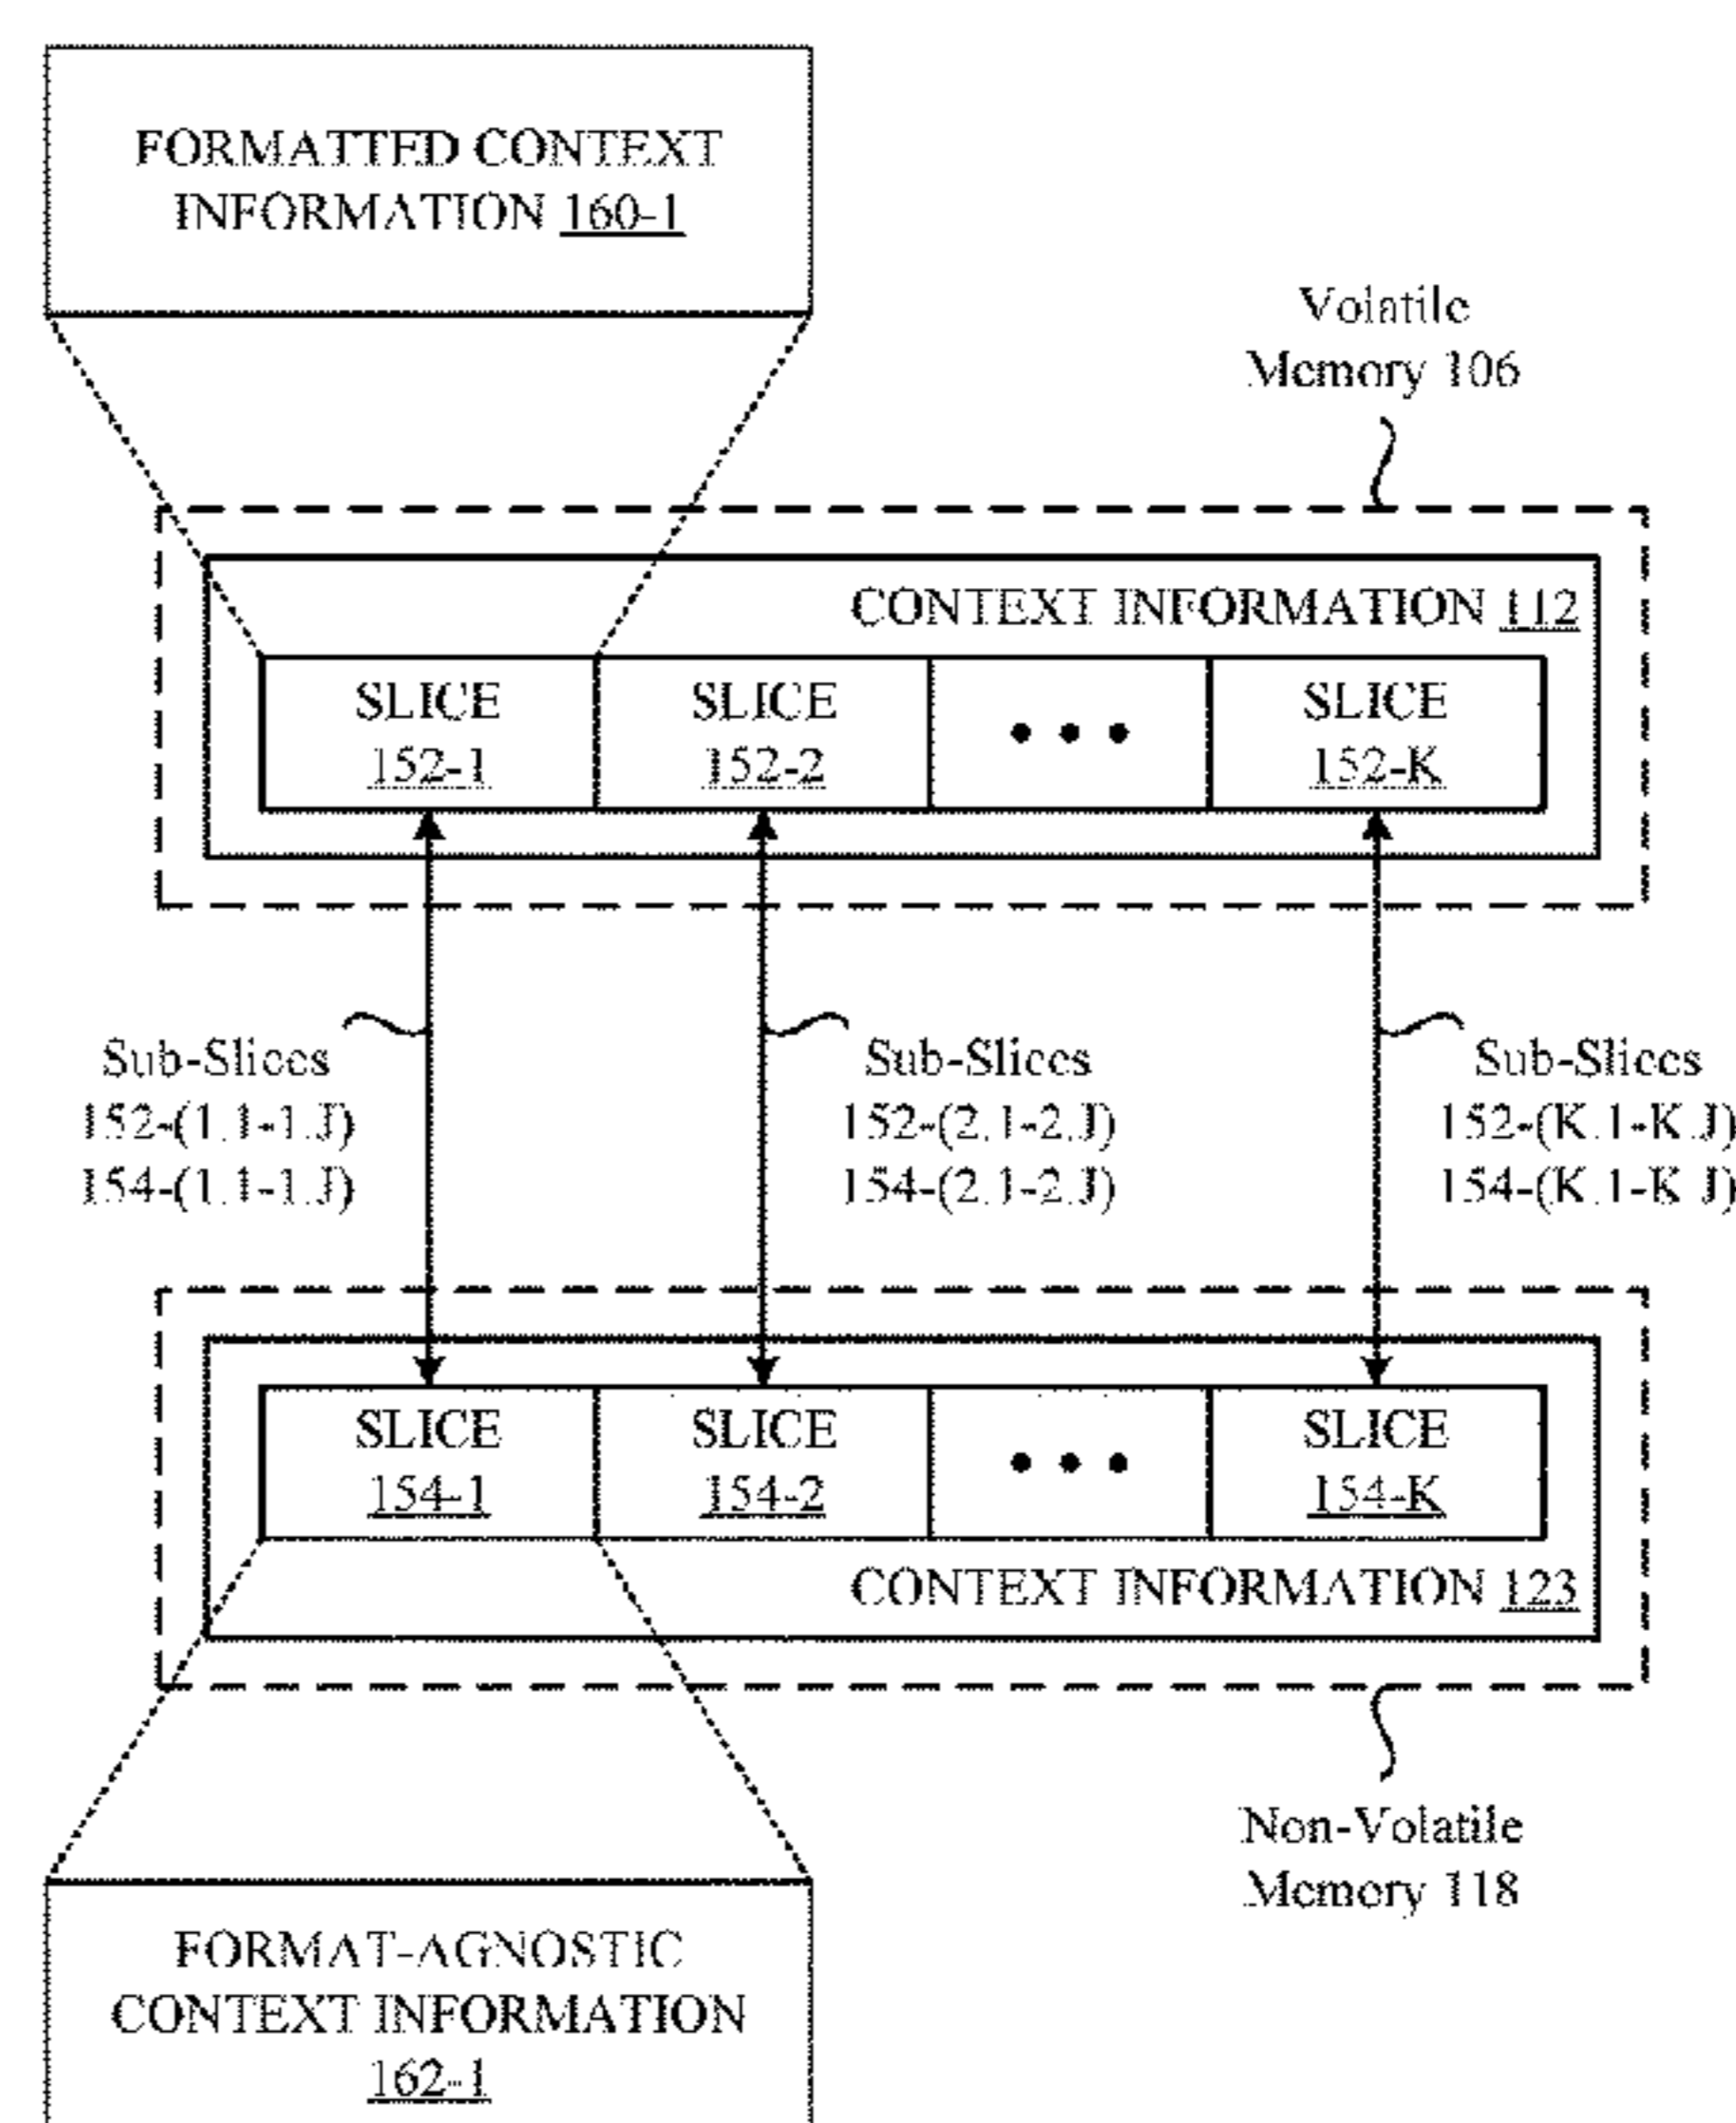 FORMATTED CONTEXT
INFORMATION 160-1
Volatile
Memory 106
CONTEXT INFORMATION 112
SLICE
152-1
SLICE
152-2
• • •
SLICE
152-K
Sub-Slices
152-(1.1-1.J)
154-(1.1-1.J)
Sub-Slices
152-(2.1-2.J)
154-(2.1-2.J)
Sub-Slices
152-(K.1-K.J)
154-(K.1-K.J)
SLICE
154-1
SLICE
154-2
• • •
SLICE
154-K
CONTEXT INFORMATION 123
Non-Volatile
Memory 118
FORMAT-AGNOSTIC
CONTEXT INFORMATION
162-1